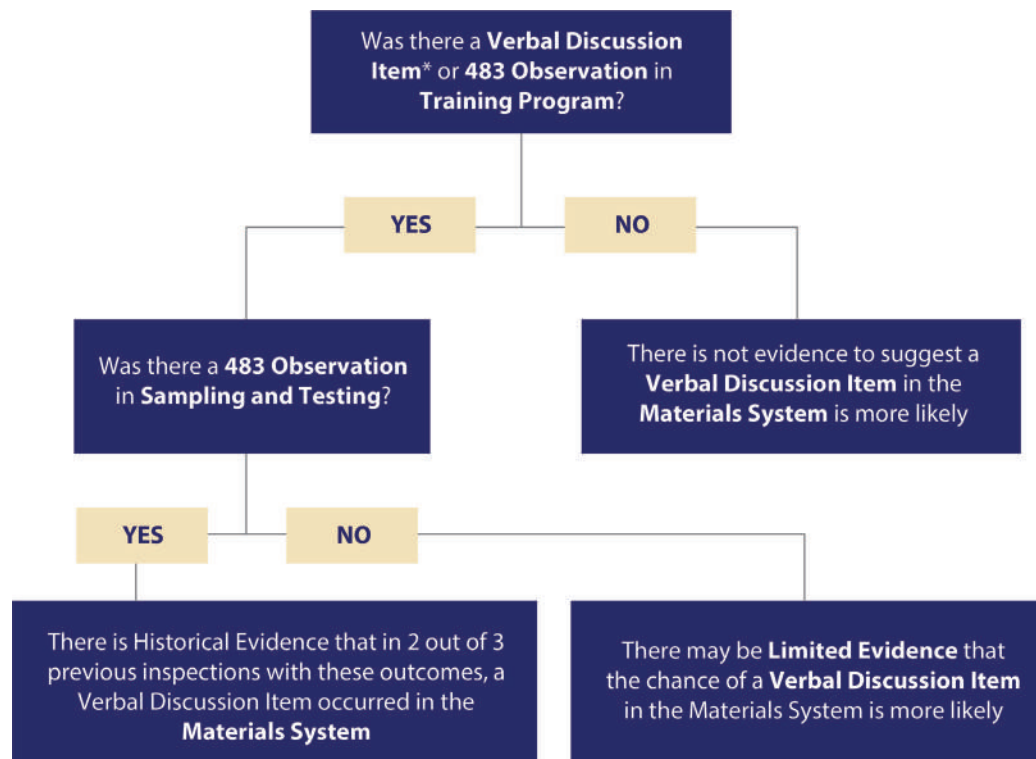 Was there a Verbal Discussion
Item* or 483 Observation in
Training Program?
YES
NO
Was there a 483 Observation
in Sampling and Testing?
There is not evidence to suggest a
Verbal Discussion Item in the
Materials System is more likely
YES
NO
There is Historical Evidence that in 2 out of 3
previous inspections with these outcomes, a
Verbal Discussion Item occurred in the
Materials System
There may be Limited Evidence that
the chance of a Verbal Discussion Item
in the Materials System is more likely